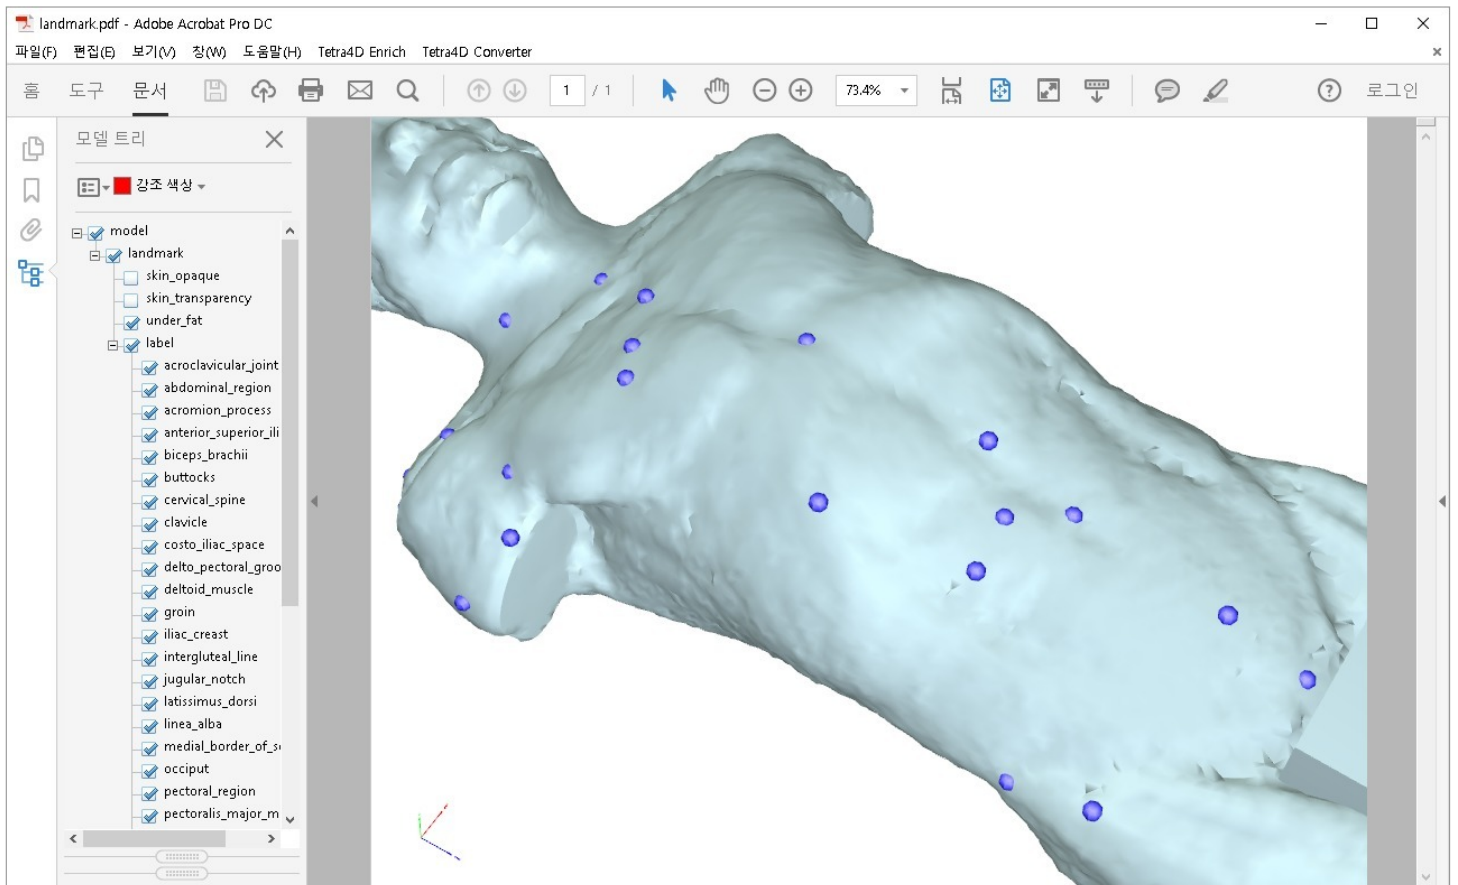 landmark.pdf - Adobe Acrobat Pro DC
파일(F) 편집(E) 보기(V) 창(W) 도움말(H) Tetra4D Enrich Tetra4D Converter
홈 도구 문서 1 / 1 73.4% 로그인
모델 트리
강조 색상
model
landmark
skin_opaque
skin_transparency
under_fat
label
acroclavicular_joint
abdominal_region
acromion_process
anterior_superior_ili
biceps_brachii
buttocks
cervical_spine
clavicle
costo_iliac_space
delto_pectoral_groo
deltoid_muscle
groin
iliac_creast
intergluteal_line
jugular_notch
latissimus_dorsi
linea_alba
medial_border_of_s
occiput
pectoral_region
pectoralis_major_m